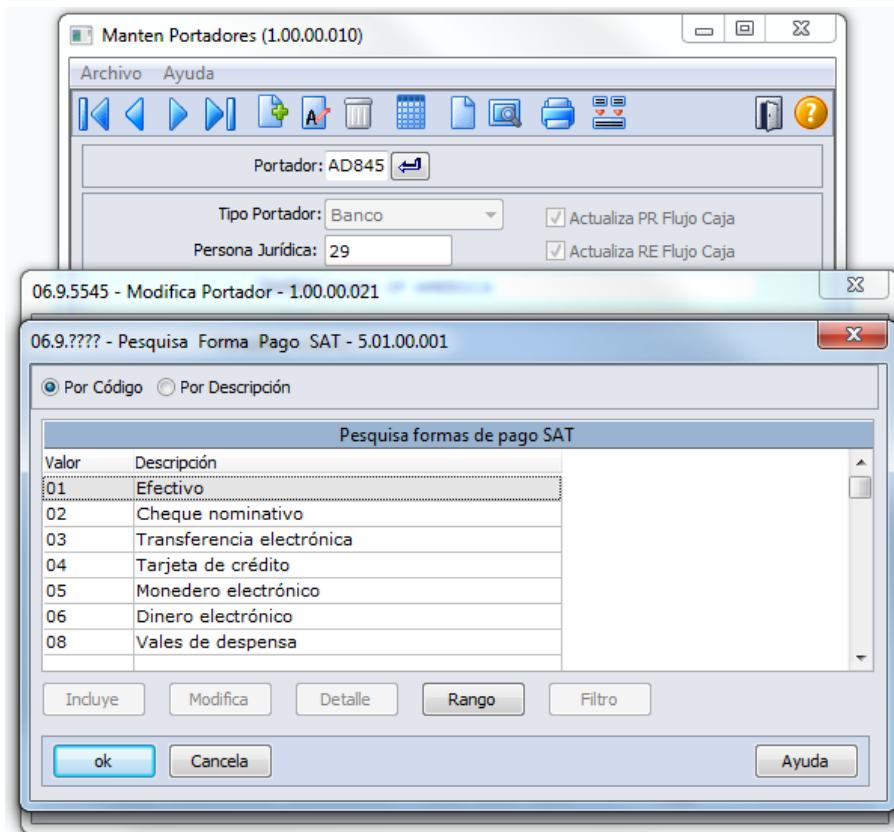 Manten Portadores (1.00.00.010)
Archivo Ayuda
Portador: AD845
Tipo Portador: Banco
Actualiza PR Flujo Caja
Persona Jurídica: 29
Actualiza RE Flujo Caja
06.9.5545 - Modifica Portador - 1.00.00.021
06.9.???? - Pesquisa Forma Pago SAT - 5.01.00.001
Por Código Por Descripción
Pesquisa formas de pago SAT
Valor Descripción
01 Efectivo
02 Cheque nominativo
03 Transferencia electrónica
04 Tarjeta de crédito
05 Monedero electrónico
06 Dinero electrónico
08 Vales de despensa
Incluye Modifica Detalle Rango Filtro
ok Cancela Ayuda